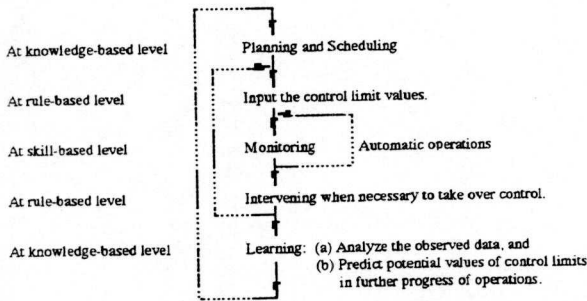 At knowledge-based level Planning and Scheduling
At rule-based level Input the control limit values.
At skill-based level Monitoring Automatic operations
At rule-based level Intervening when necessary to take over control.
At knowledge-based level Learning: (a) Analyze the observed data, and
(b) Predict potential values of control limits
in further progress of operations.